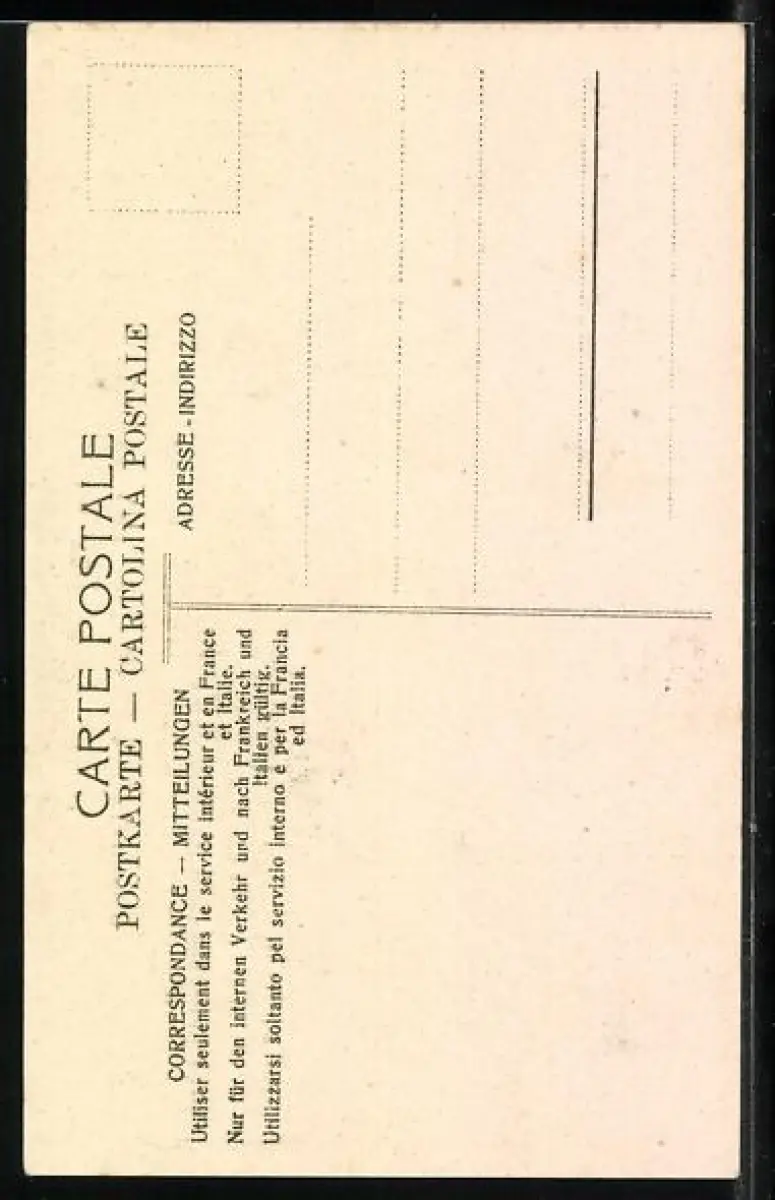 CARTE POSTALE
POSTKARTE — CARTOLINA POSTALE
CORRESPONDANCE — MITTEILUNGEN
Utiliser seulement dans le service intérieur et en France
et Italie.
Nur für den internen Verkehr und nach Frankreich und
Italien gültig.
Utilizzarsi soltanto pel servizio interno e per la Francia
ed Italia.
ADRESSE - INDIRIZZO